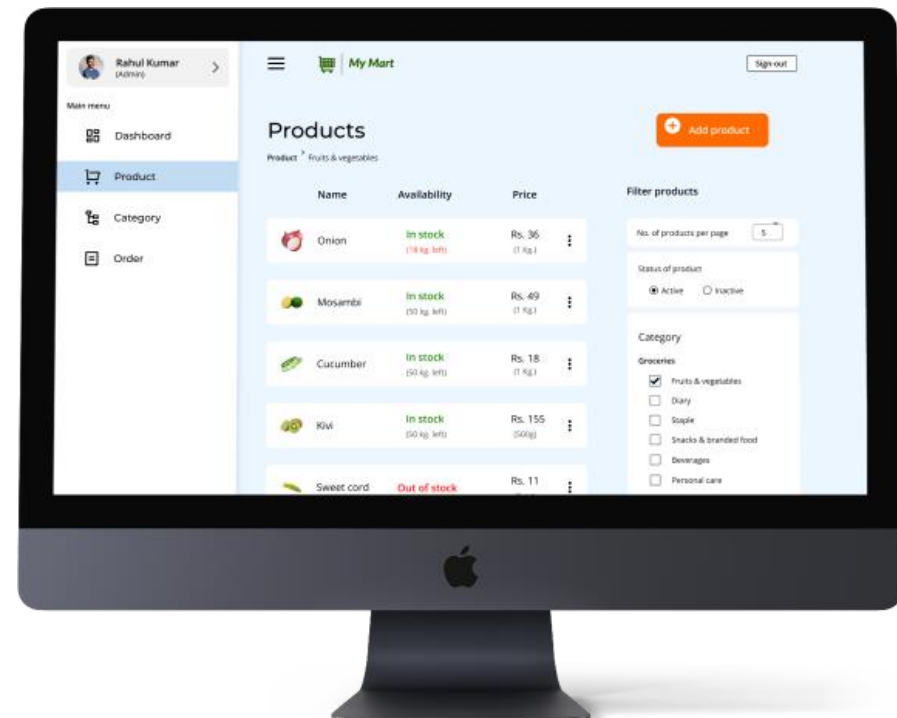 Rahul Kumar
(Admin)
Main menu
Dashboard
Product
Category
Order
My Mart
Sign out
Products
Add product
Product > Fruits & vegetables
Name Availability Price
Onion In stock Rs. 36
(18 kg. left) (1 Kg.)
Mosambi In stock Rs. 49
(50 kg. left) (1 Kg.)
Cucumber In stock Rs. 18
(50 kg. left) (1 Kg.)
Kivi In stock Rs. 155
(50 kg. left) (500g)
Sweet cord Out of stock Rs. 11
Filter products
No. of products per page 5
Status of product
Active Inactive
Category
Groceries
Fruits & vegetables
Diary
Staple
Snacks & branded food
Beverages
Personal care